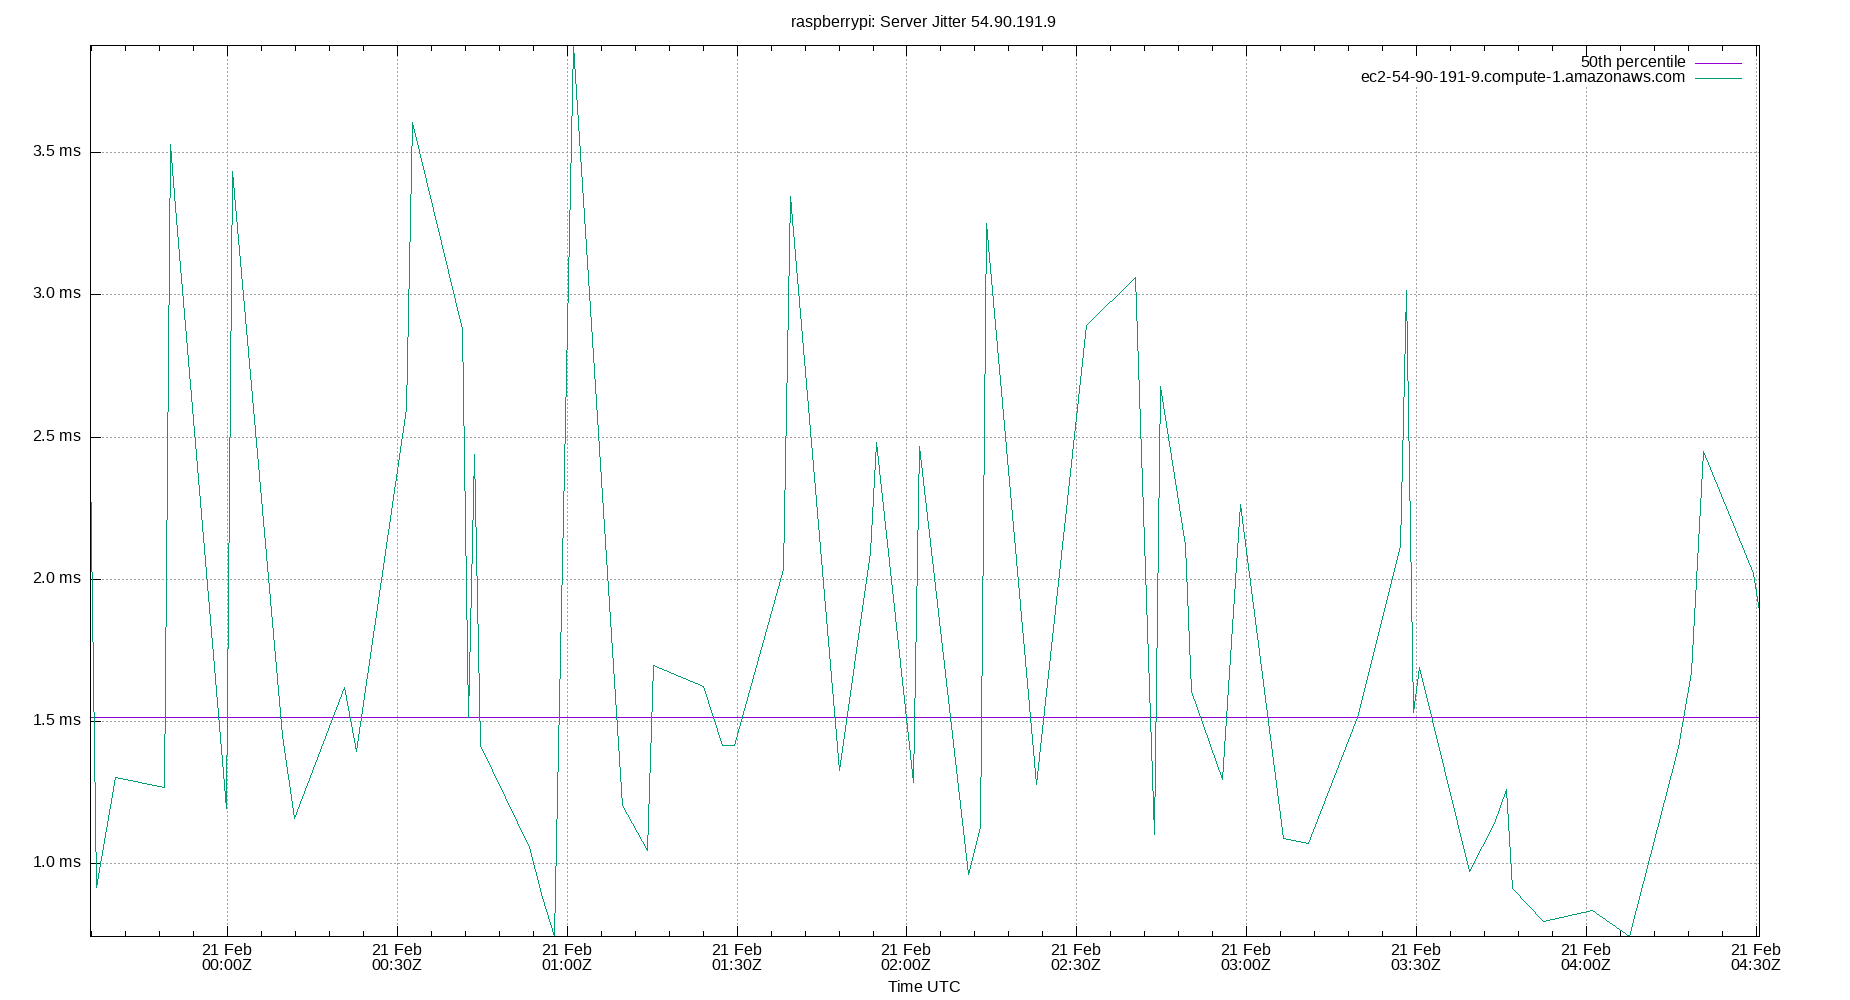 raspberrypi: Server Jitter 54.90.191.9
50th percentile
ec2-54-90-191-9.compute-1.amazonaws.com
3.5 ms
3.0 ms
2.5 ms
2.0 ms
1.5 ms
1.0 ms
21 Feb 21 Feb 21 Feb 21 Feb 21 Feb 21 Feb 21 Feb 21 Feb 21 Feb 21 Feb
00:00Z 00:30Z 01:00Z 01:30Z 02:00Z 02:30Z 03:00Z 03:30Z 04:00Z 04:30Z
Time UTC